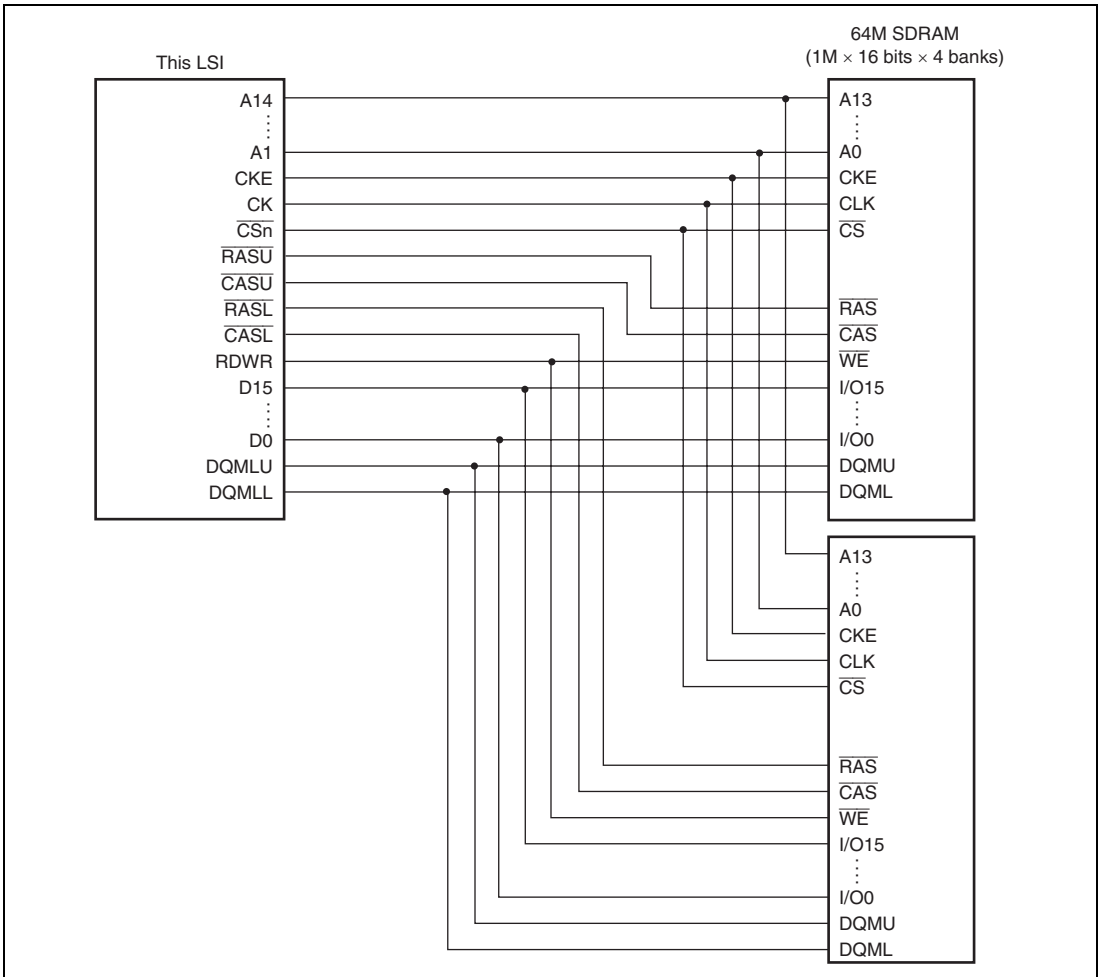 64M SDRAM
(1M × 16 bits × 4 banks)
This LSI
A14
A1
CKE
CK
CSn
RASU
CASU
RASL
CASL
RDWR
D15
D0
DQMLU
DQMLL
A13
A0
CKE
CLK
CS
RAS
CAS
WE
I/O15
I/O0
DQMU
DQML
A13
A0
CKE
CLK
CS
RAS
CAS
WE
I/O15
I/O0
DQMU
DQML